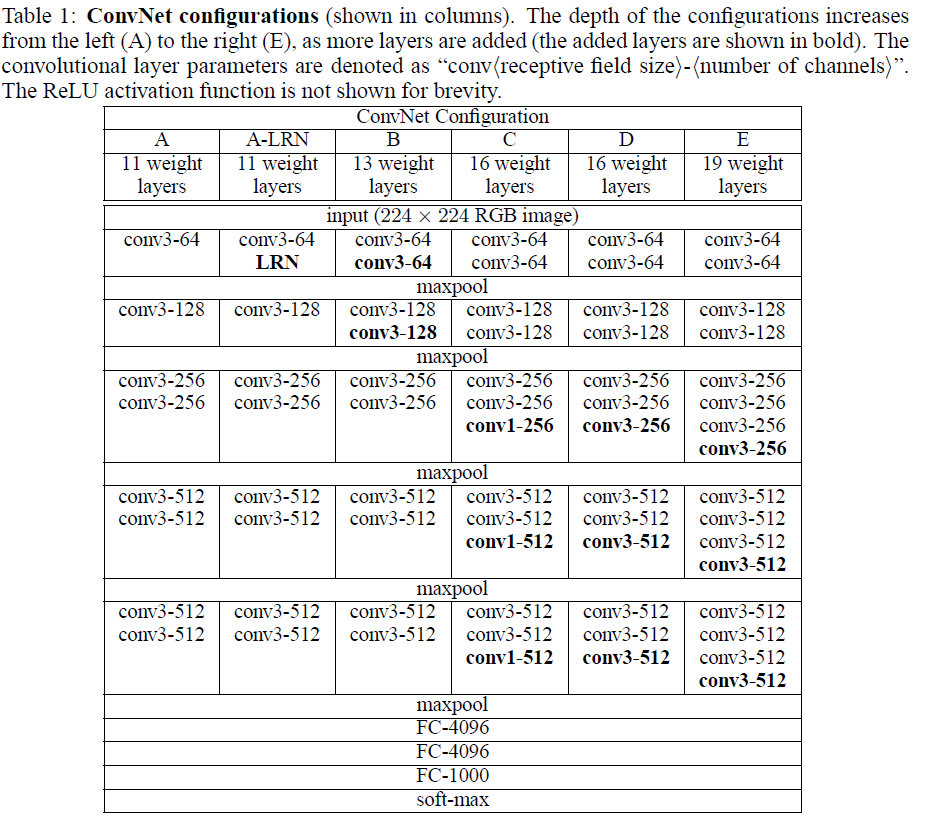 Table 1: ConvNet configurations (shown in columns). The depth of the configurations increases
from the left (A) to the right (E), as more layers are added (the added layers are shown in bold). The
convolutional layer parameters are denoted as “conv⟨receptive field size⟩-⟨number of channels⟩”.
The ReLU activation function is not shown for brevity.
ConvNet Configuration
A A-LRN B C D E
11 weight 11 weight 13 weight 16 weight 16 weight 19 weight
layers layers layers layers layers layers
input (224 × 224 RGB image)
conv3-64 conv3-64 conv3-64 conv3-64 conv3-64 conv3-64
LRN conv3-64 conv3-64 conv3-64 conv3-64
maxpool
conv3-128 conv3-128 conv3-128 conv3-128 conv3-128 conv3-128
conv3-128 conv3-128 conv3-128 conv3-128
maxpool
conv3-256 conv3-256 conv3-256 conv3-256 conv3-256 conv3-256
conv3-256 conv3-256 conv3-256 conv3-256 conv3-256 conv3-256
conv1-256 conv3-256 conv3-256
conv3-256
maxpool
conv3-512 conv3-512 conv3-512 conv3-512 conv3-512 conv3-512
conv3-512 conv3-512 conv3-512 conv3-512 conv3-512 conv3-512
conv1-512 conv3-512 conv3-512
conv3-512
maxpool
conv3-512 conv3-512 conv3-512 conv3-512 conv3-512 conv3-512
conv3-512 conv3-512 conv3-512 conv3-512 conv3-512 conv3-512
conv1-512 conv3-512 conv3-512
conv3-512
maxpool
FC-4096
FC-4096
FC-1000
soft-max